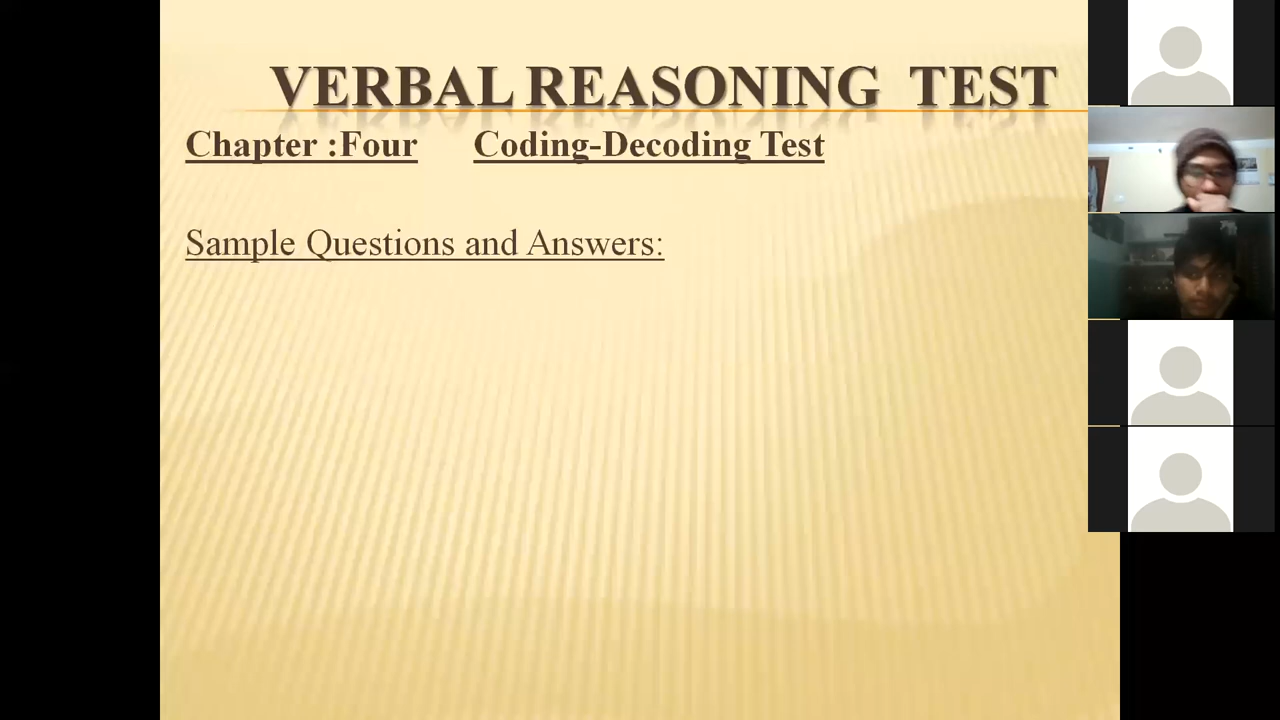 VERBAL REASONING TEST
Chapter :Four Coding-Decoding Test
Sample Questions and Answers: